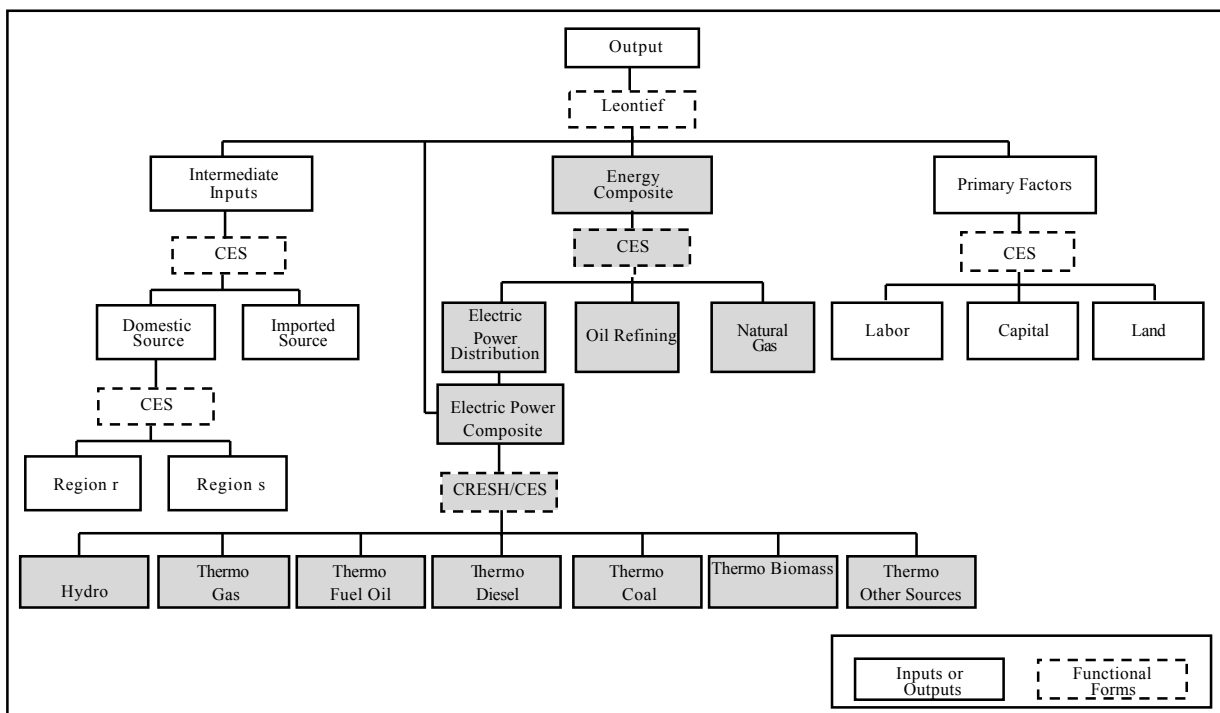 Output
Leontief
Intermediate
Inputs
Energy
Composite
Primary Factors
CES
CES
CES
Domestic
Source
Imported
Source
Electric
Power
Distribution
Oil Refining
Natural
Gas
Labor
Capital
Land
CES
Electric Power
Composite
Region r
Region s
CRESH/CES
Hydro
Thermo
Gas
Thermo
Fuel Oil
Thermo
Diesel
Thermo
Coal
Thermo Biomass
Thermo
Other Sources
Inputs or
Outputs
Functional
Forms